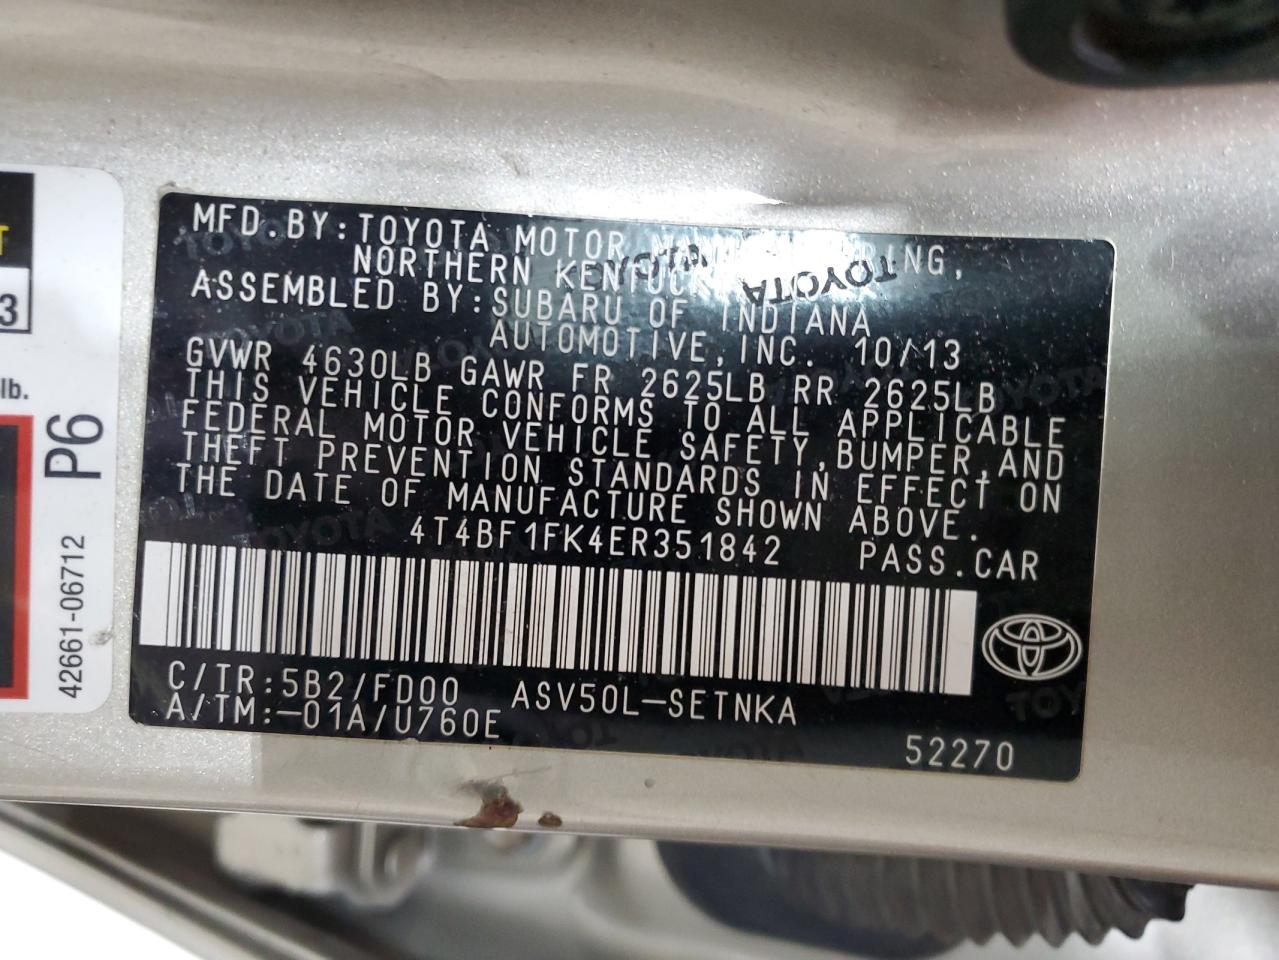 MFD.BY:TOYOTA MOTOR
NORTHERN
ASSEMBLED BY:SUBARU OF INDIANA
AUTOMOTIVE,INC. 10/13
GVWR 4630LB GAWR FR 2625LB RR 2625LB
THIS VEHICLE CONFORMS TO ALL APPLICABLE
FEDERAL MOTOR VEHICLE SAFETY,BUMPER,AND
THEFT PREVENTION STANDARDS IN EFFECT ON
THE DATE OF MANUFACTURE SHOWN ABOVE.
4T4BF1FK4ER351842 PASS.CAR
C/TR:5B2/FD00 ASV50L-SETNKA
A/TM:-01A/U760E
52270
TOYOTA
3
lb.
P6
42661-06712